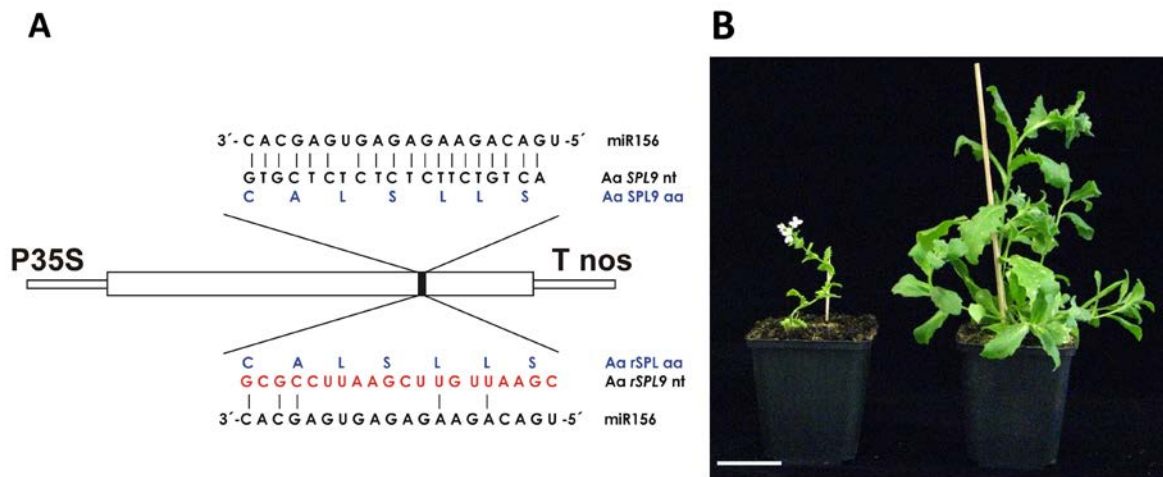 A
B
3´- C A C G A G U G A G A G A A G A C A G U -5´ miR156
G T G C T C T C T C T C T T C T G T C A Aa SPL9 nt
C A L S L L S Aa SPL9 aa
P35S T nos
C A L S L L S Aa rSPL aa
G C G C C U U A A G C U U G U U A A G C Aa rSPL9 nt
3´- C A C G A G U G A G A G A A G A C A G U -5´ miR156